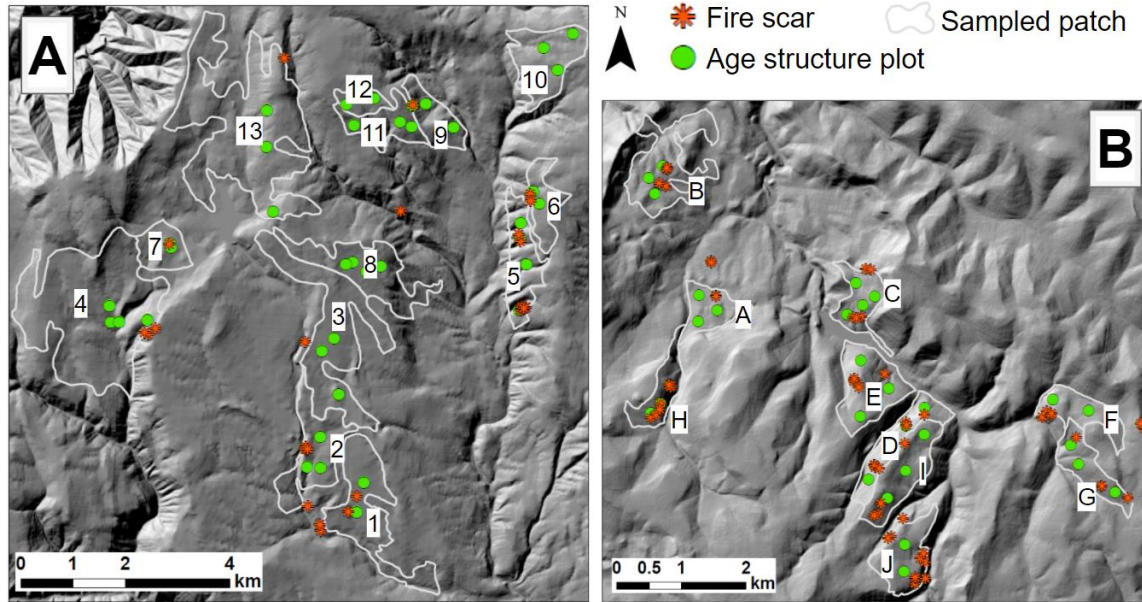 A
B
N
Fire scar
Sampled patch
Age structure plot
10
12
11
9
13
6
7
8
5
4
3
2
1
0 1 2 4
km
B
C
A
E
H
F
D
I
G
J
0 0.5 1 2
km